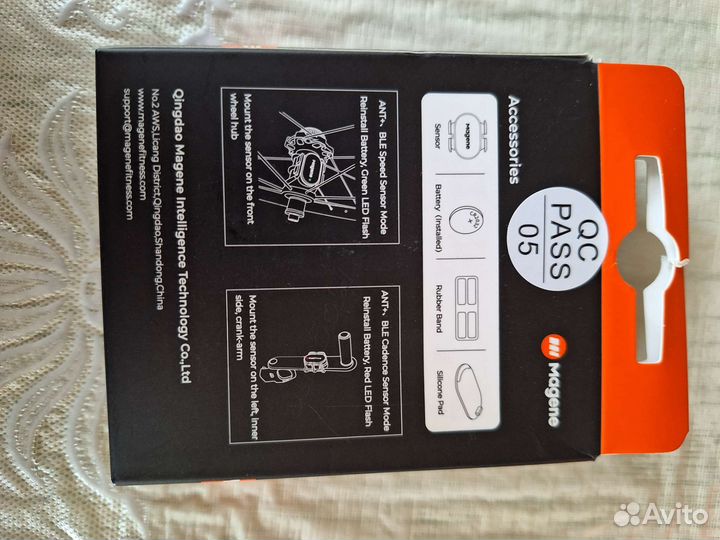 Magene
QC
PASS
05
Accessories
Magene
CR2032
+
Sensor
Battery (Installed)
Rubber Band
Silicone Pad
ANT+、BLE Speed Sensor Mode
Reinstall Battery, Green LED Flash
Mount the sensor on the front
wheel hub
ANT+、BLE Cadence Sensor Mode
Reinstall Battery, Red LED Flash
Mount the sensor on the left, inner
side, crank-arm
Qingdao Magene Intelligence Technology Co.,Ltd
No.2 AWS,Licang District,Qingdao,Shandong,China
www.magenefitness.com
support@magenefitness.com
Avito